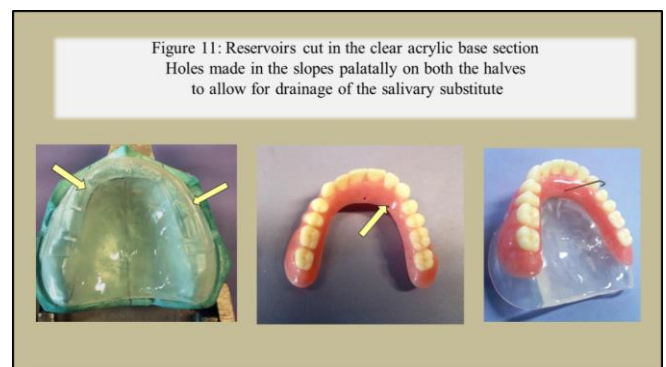 Figure 11: Reservoirs cut in the clear acrylic base section
Holes made in the slopes palatally on both the halves
to allow for drainage of the salivary substitute